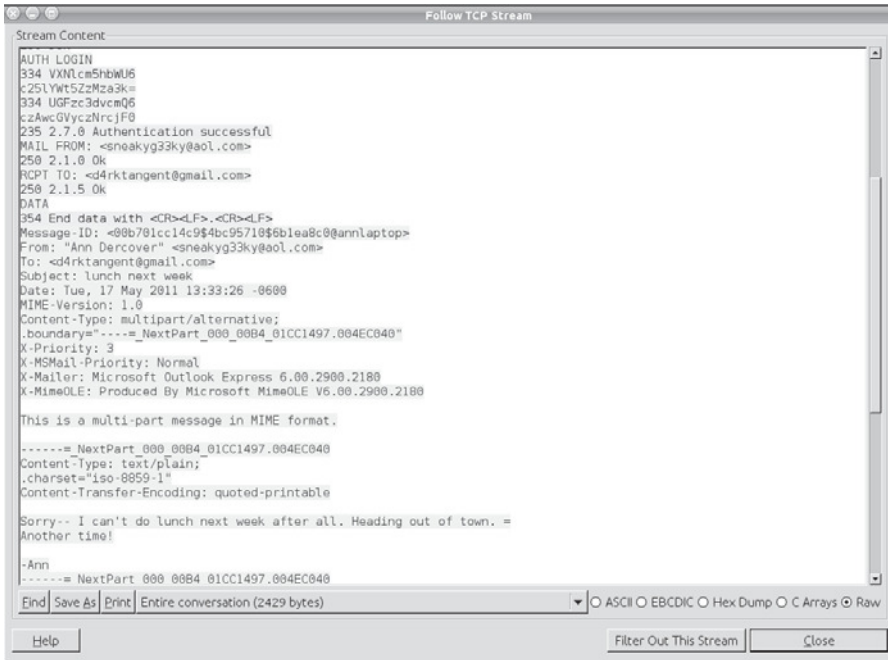 Follow TCP Stream
Stream Content
AUTH LOGIN
334 VXNlcm5hbWU6
c25lYWt5ZzMza3k=
334 UGFzc3dvcmQ6
czAwcGVyczNrcjF0
235 2.7.0 Authentication successful
MAIL FROM: <sneakyg33ky@aol.com>
250 2.1.0 Ok
RCPT TO: <d4rktangent@gmail.com>
250 2.1.5 Ok
DATA
354 End data with <CR><LF>.<CR><LF>
Message-ID: <00b701cc14c9$4bc95710$6b1ea8c0@annlaptop>
From: "Ann Dercover" <sneakyg33ky@aol.com>
To: <d4rktangent@gmail.com>
Subject: lunch next week
Date: Tue, 17 May 2011 13:33:26 -0600
MIME-Version: 1.0
Content-Type: multipart/alternative;
.boundary="----=_NextPart_000_00B4_01CC1497.004EC040"
X-Priority: 3
X-MSMail-Priority: Normal
X-Mailer: Microsoft Outlook Express 6.00.2900.2180
X-MimeOLE: Produced By Microsoft MimeOLE V6.00.2900.2180
This is a multi-part message in MIME format.
------=_NextPart_000_00B4_01CC1497.004EC040
Content-Type: text/plain;
.charset="iso-8859-1"
Content-Transfer-Encoding: quoted-printable
Sorry-- I can't do lunch next week after all. Heading out of town. =
Another time!
-Ann
------=_NextPart_000_00B4_01CC1497.004EC040
Find Save As Print Entire conversation (2429 bytes) ASCII EBCDIC Hex Dump C Arrays Raw
Help Filter Out This Stream Close